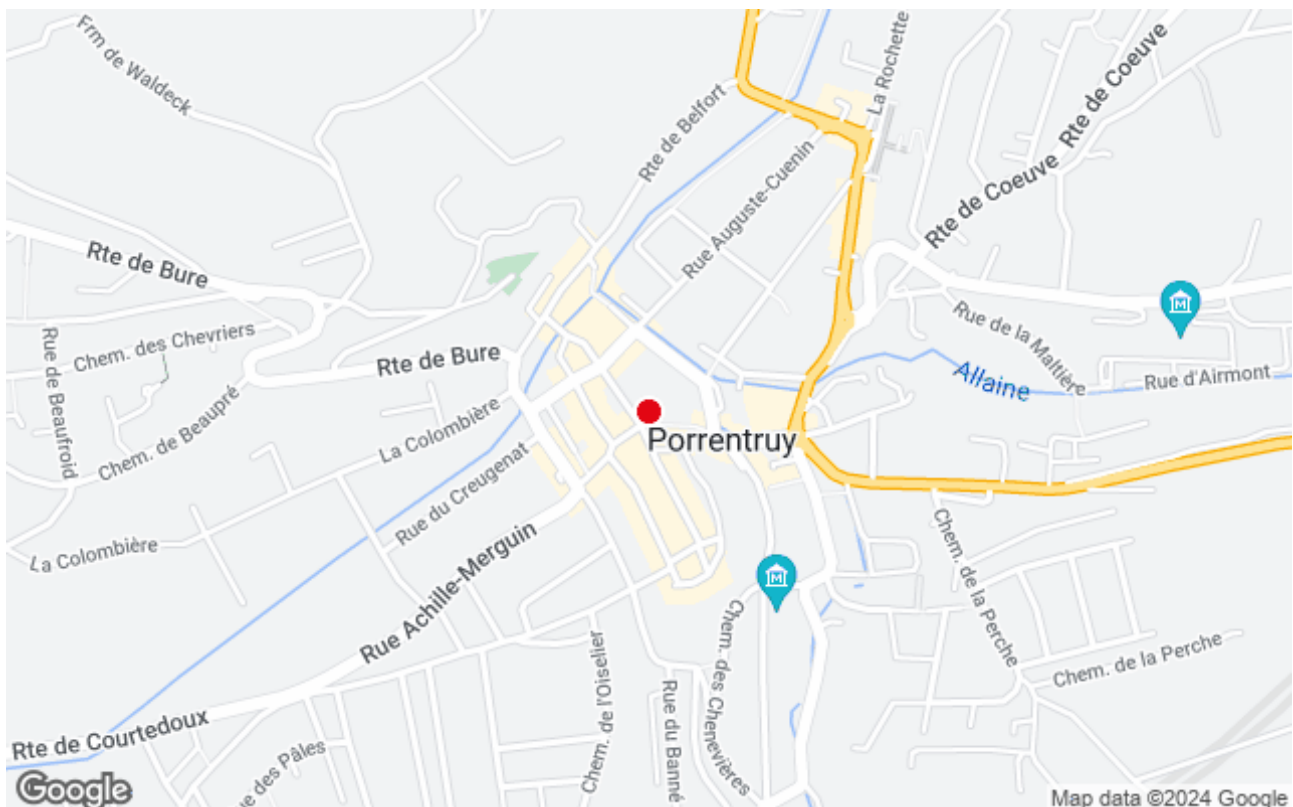 Frm de Waldeck
La Rochette
Rte de Coeuve
Rte de Belfort
Rue Auguste-Cuenin
Rte de Coeuve
Rte de Bure
M
Rue de la Maltière
Chem. des Chevriers
Rue de Beaufroid
Rte de Bure
Allaine
Rue d'Airmont
Chem. de Beaupré
La Colombière
Porrentruy
Rue du Creugenat
La Colombière
Chem. de la Perche
Rue Achille-Merguin
M
Chem. des Chenevières
Chem. de l'Oiselier
Chem. de la Perche
Rue du Banné
Rte de Courtedoux
e des Pâles
Google
Map data ©2024 Google